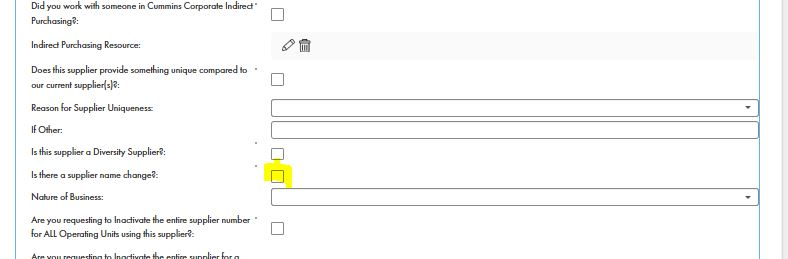 Did you work with someone in Cummins Corporate Indirect*
Purchasing?:
Indirect Purchasing Resource:
Does this supplier provide something unique compared to *
our current supplier(s)?:
Reason for Supplier Uniqueness:
If Other:
Is this supplier a Diversity Supplier?: *
Is there a supplier name change?: *
Nature of Business:
Are you requesting to Inactivate the entire supplier number *
for ALL Operating Units using this supplier?:
Are you requesting to Inactivate the entire supplier for a